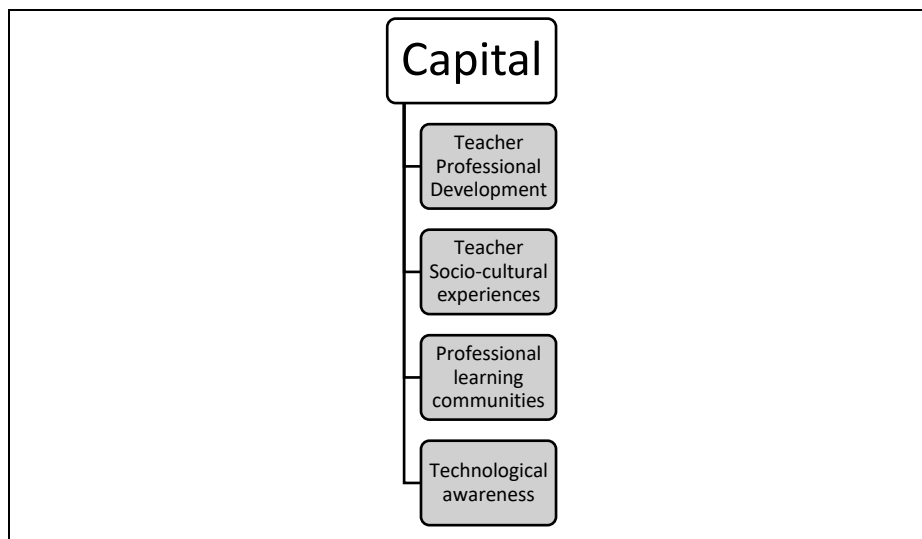 Capital
Teacher
Professional
Development
Teacher
Socio-cultural
experiences
Professional
learning
communities
Technological
awareness